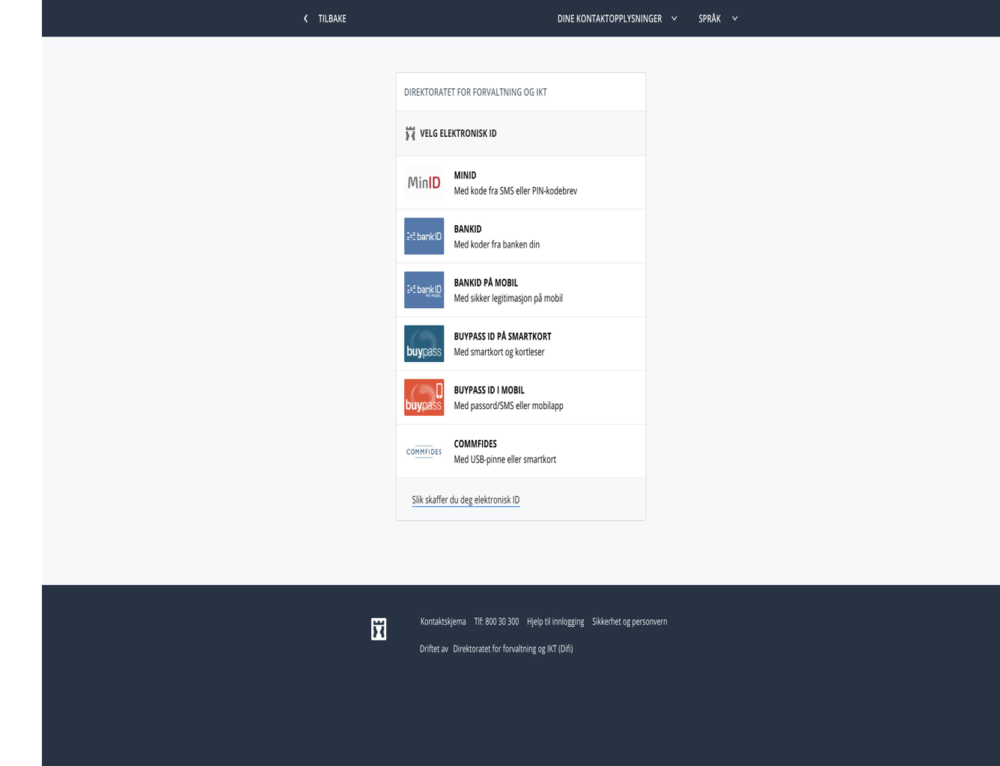 TILBAKE
DINE KONTAKTOPPLYSNINGER
SPRÅK
DIREKTORATET FOR FORVALTNING OG IKT
VELG ELEKTRONISK ID
MinID
MINID
Med kode fra SMS eller PIN-kodebrev
bankID
BANKID
Med koder fra banken din
bankID
PÅ MOBIL
BANKID PÅ MOBIL
Med sikker legitimasjon på mobil
buypass
BUYPASS ID PÅ SMARTKORT
Med smartkort og kortleser
buypass
BUYPASS ID I MOBIL
Med passord/SMS eller mobilapp
COMMFIDES
COMMFIDES
Med USB-pinne eller smartkort
Slik skaffer du deg elektronisk ID
Kontaktskjema Tlf: 800 30 300 Hjelp til innlogging Sikkerhet og personvern
Driftet av Direktoratet for forvaltning og IKT (Difi)